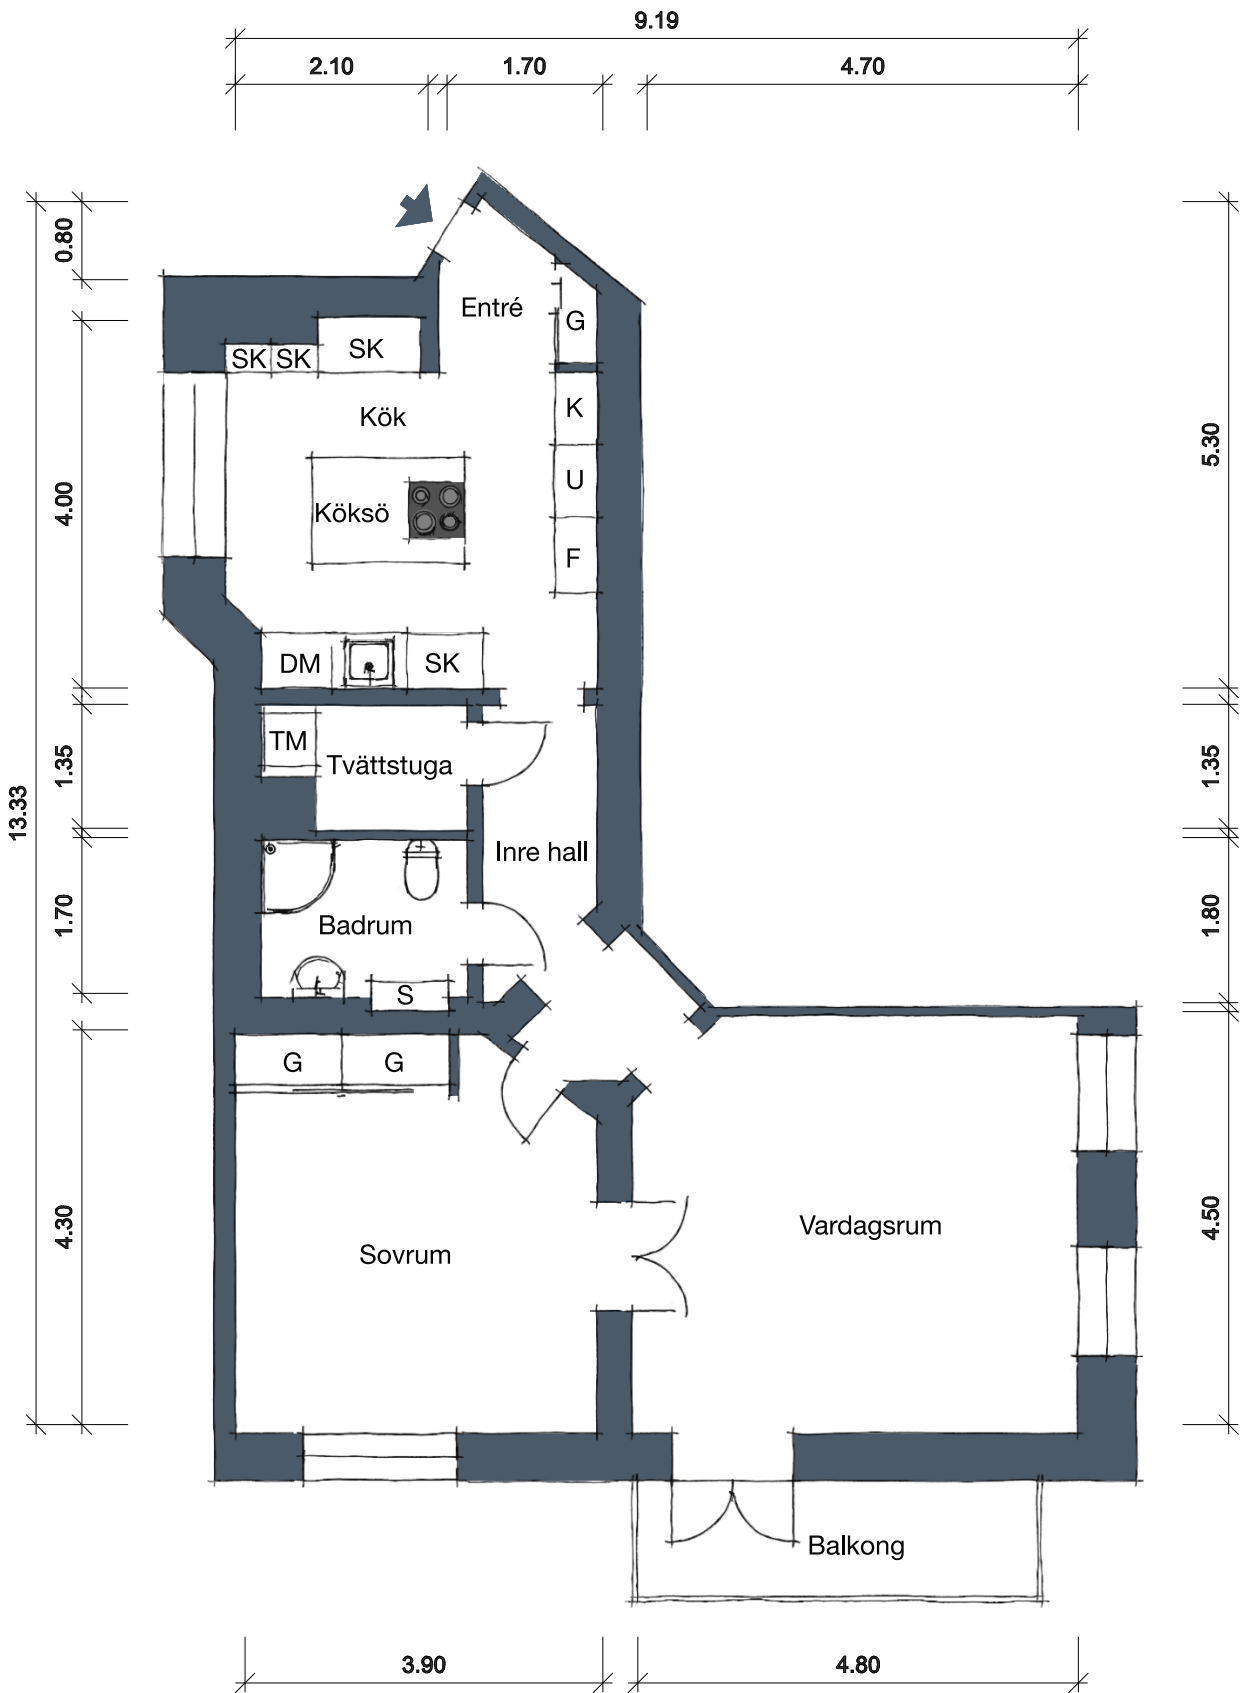 9.19
2.10
1.70
4.70
0.80
Entré
G
SK
SK
SK
Kök
K
5.30
U
4.00
Köksö
F
DM
SK
TM
Tvättstuga
1.35
1.35
13.33
Inre hall
1.70
Badrum
1.80
S
G
G
4.30
4.50
Vardagsrum
Sovrum
Balkong
3.90
4.80